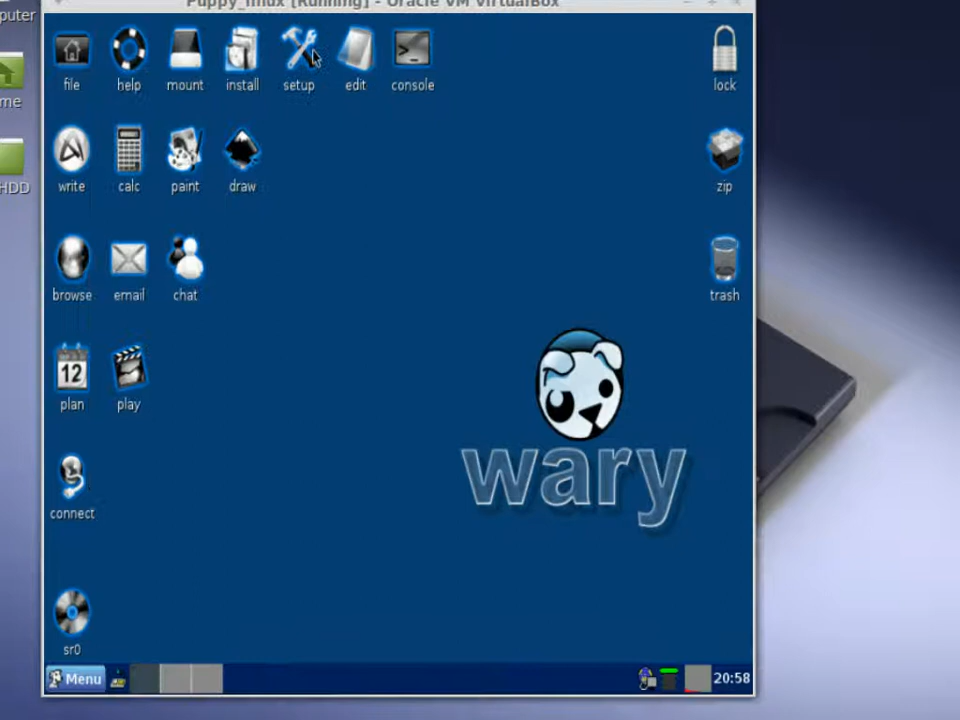 Puppy_linux [Running] - Oracle VM VirtualBox
puter
me
HDD
file
help
mount
install
setup
edit
console
lock
write
calc
paint
draw
zip
browse
email
chat
trash
12
plan
play
wary
connect
sr0
Menu
20:58